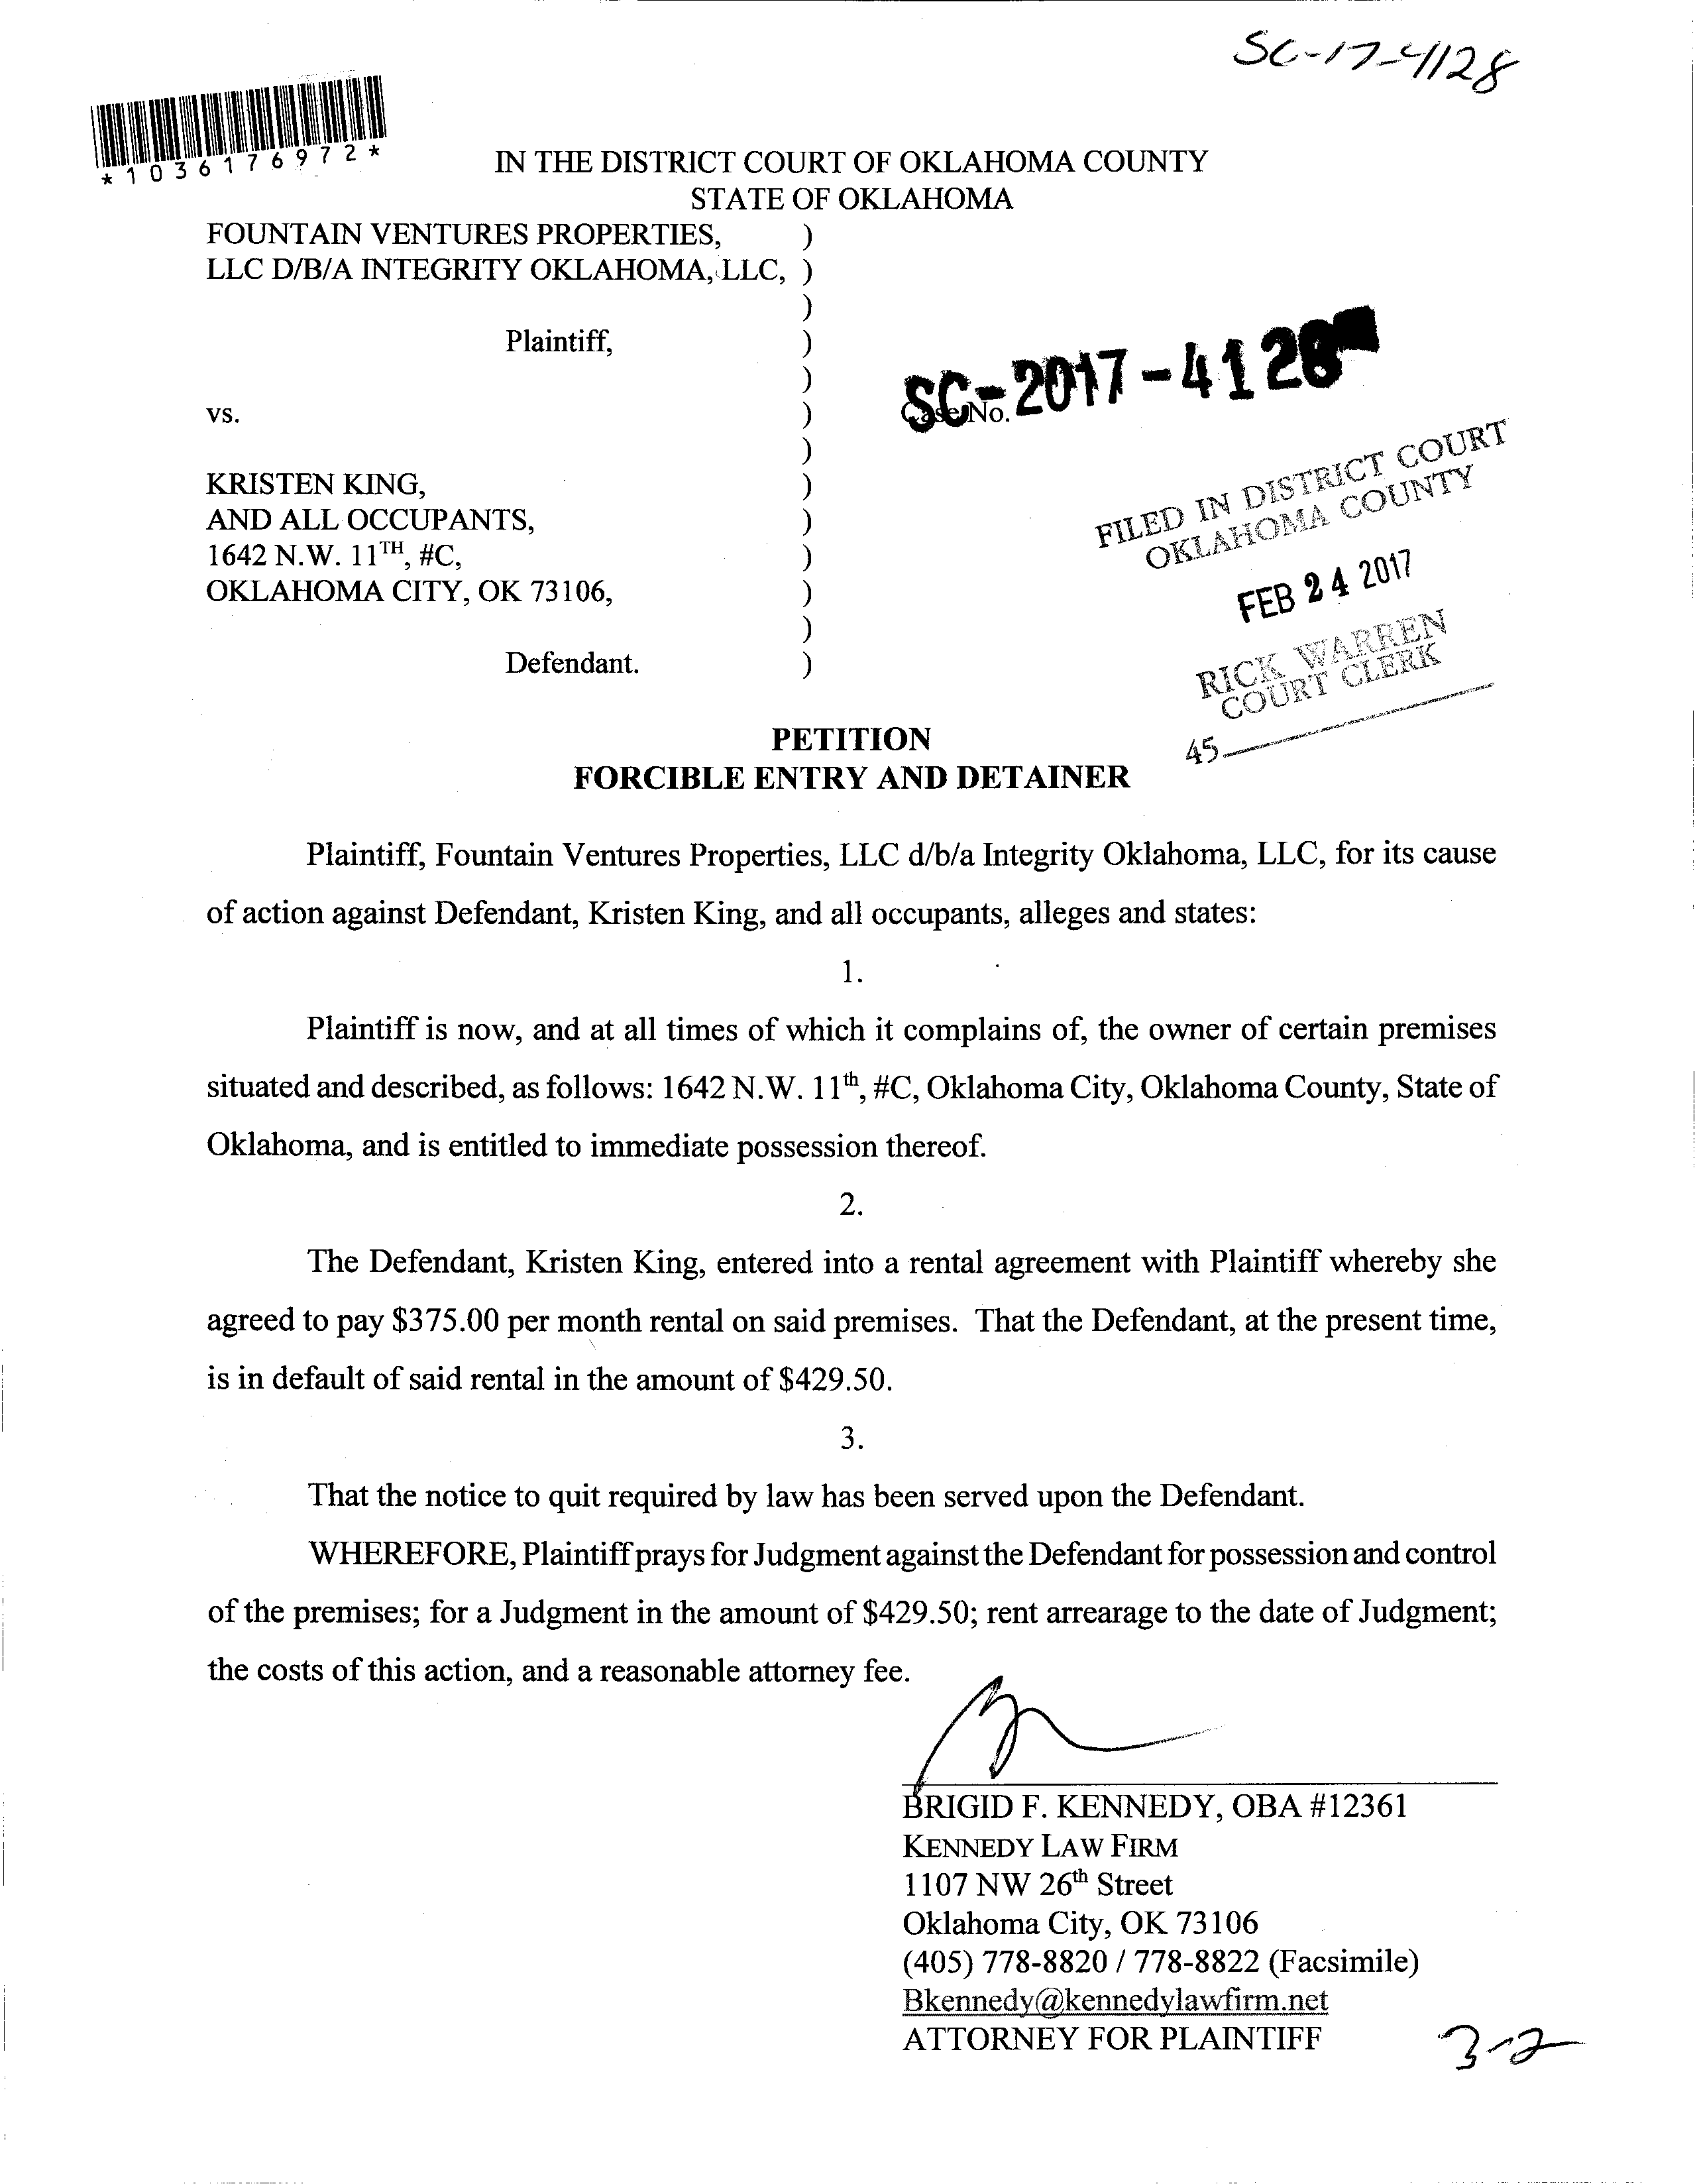 SC-17-4128
*1036176972*
IN THE DISTRICT COURT OF OKLAHOMA COUNTY
STATE OF OKLAHOMA
FOUNTAIN VENTURES PROPERTIES, )
LLC D/B/A INTEGRITY OKLAHOMA, LLC, )
)
Plaintiff, )
)
vs. ) Case No. SC-2017-4128
)
KRISTEN KING, )
AND ALL OCCUPANTS, )
1642 N.W. 11TH, #C, )
OKLAHOMA CITY, OK 73106, )
)
Defendant. )
FILED IN DISTRICT COURT
OKLAHOMA COUNTY
FEB 24 2017
RICK WARREN
COURT CLERK
45
PETITION
FORCIBLE ENTRY AND DETAINER
Plaintiff, Fountain Ventures Properties, LLC d/b/a Integrity Oklahoma, LLC, for its cause
of action against Defendant, Kristen King, and all occupants, alleges and states:
1.
Plaintiff is now, and at all times of which it complains of, the owner of certain premises
situated and described, as follows: 1642 N.W. 11th, #C, Oklahoma City, Oklahoma County, State of
Oklahoma, and is entitled to immediate possession thereof.
2.
The Defendant, Kristen King, entered into a rental agreement with Plaintiff whereby she
agreed to pay $375.00 per month rental on said premises. That the Defendant, at the present time,
is in default of said rental in the amount of $429.50.
3.
That the notice to quit required by law has been served upon the Defendant.
WHEREFORE, Plaintiff prays for Judgment against the Defendant for possession and control
of the premises; for a Judgment in the amount of $429.50; rent arrearage to the date of Judgment;
the costs of this action, and a reasonable attorney fee.
BRIGID F. KENNEDY, OBA #12361
KENNEDY LAW FIRM
1107 NW 26th Street
Oklahoma City, OK 73106
(405) 778-8820 / 778-8822 (Facsimile)
Bkennedy@kennedylawfirm.net
ATTORNEY FOR PLAINTIFF
3-2